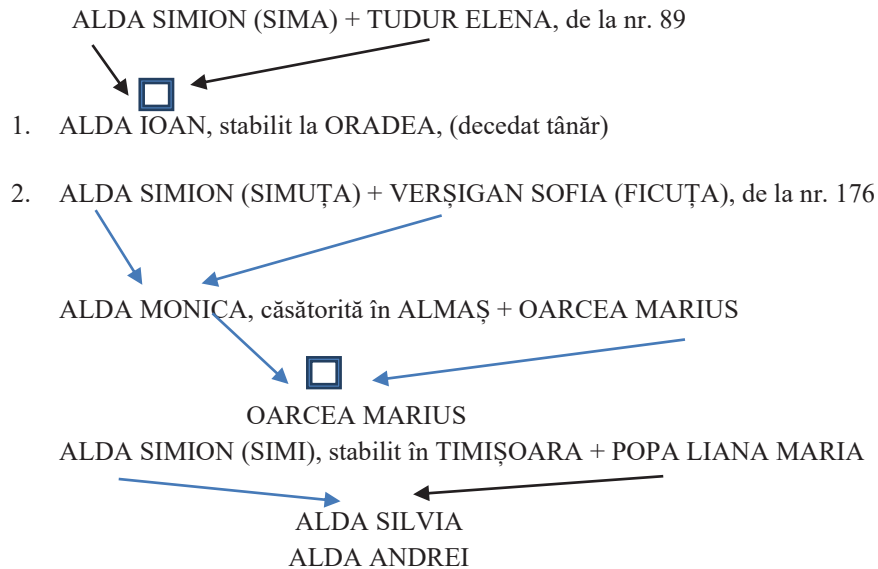 ALDA SIMION (SIMA) + TUDUR ELENA, de la nr. 89
1. ALDA IOAN, stabilit la ORADEA, (decedat tânăr)
2. ALDA SIMION (SIMUȚA) + VERȘIGAN SOFIA (FICUȚA), de la nr. 176
ALDA MONICA, căsătorită în ALMAȘ + OARCEA MARIUS
OARCEA MARIUS
ALDA SIMION (SIMI), stabilit în TIMIȘOARA + POPA LIANA MARIA
ALDA SILVIA
ALDA ANDREI